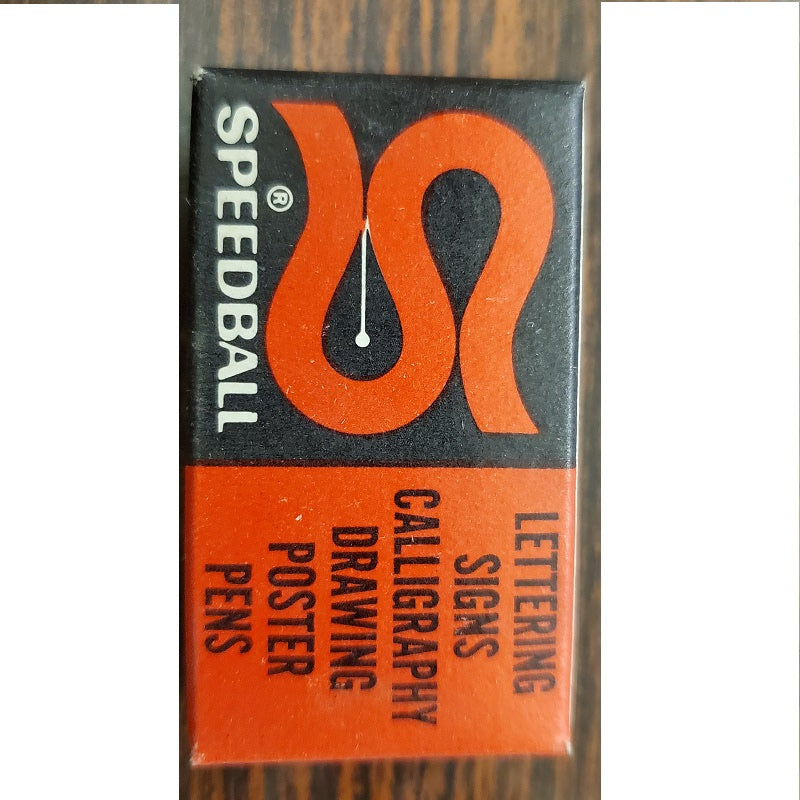 SPEEDBALL
®
LETTERING
SIGNS
CALLIGRAPHY
DRAWING
POSTER
PENS